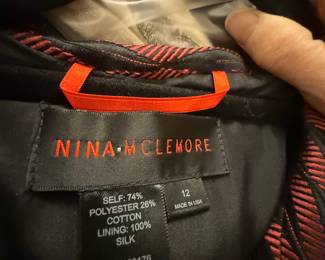 NINA·MCLEMORE
SELF: 74%
POLYESTER 26%
COTTON
LINING: 100%
SILK
12
MADE IN USA